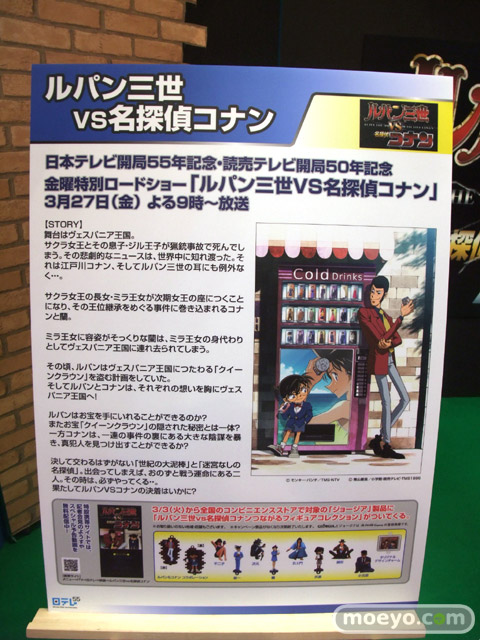 ルパン三世
VS名探偵コナン
ルパン三世
VS
名探偵コナン
日本テレビ開局55年記念・読売テレビ開局50年記念
金曜特別ロードショー「ルパン三世VS名探偵コナン」
3月27日(金) よる9時～放送
【STORY】
舞台はヴェスパニア王国。
サクラ女王とその息子・ジル王子が猟銃事故で死んでし
まう。その悲劇的なニュースは、世界中に知れ渡った。そ
れは江戸川コナン、そしてルパン三世の耳にも例外な
く…。
サクラ女王の長女・ミラ王女が次期女王の座につくこと
になり、その王位継承をめぐる事件に巻き込まれるコナ
ンと蘭。
ミラ王女に容姿がそっくりな蘭は、ミラ王女の身代わり
としてヴェスパニア王国に連れ去られてしまう。
その頃、ルパンはヴェスパニア王国につたわる「クイ
ーンクラウン」を盗む計画をしていた。
そしてルパンとコナンは、それぞれの想いを胸にヴェス
パニア王国へ!
ルパンはお宝を手にいれることができるのか?
またお宝「クイーンクラウン」の隠された秘密とは一体?
一方コナンは、一連の事件の裏にある大きな陰謀を暴
き、真犯人を見つけ出すことができるか?
決して交わるはずがない「世紀の大泥棒」と「迷宮なしの
名探偵」。出会ってしまえば、おのずと戦う運命にある二
人。その時は、必ずやってくる…。
果たしてルパンVSコナンの決着はいかに?
Cold Drinks
3/3(火)から全国のコンビニエンスストアで対象の「ジョージア」製品に
「ルパン三世vs名探偵コナンつながるフィギュアコレクション」がついてくる。
日テレ55
moeyo.com